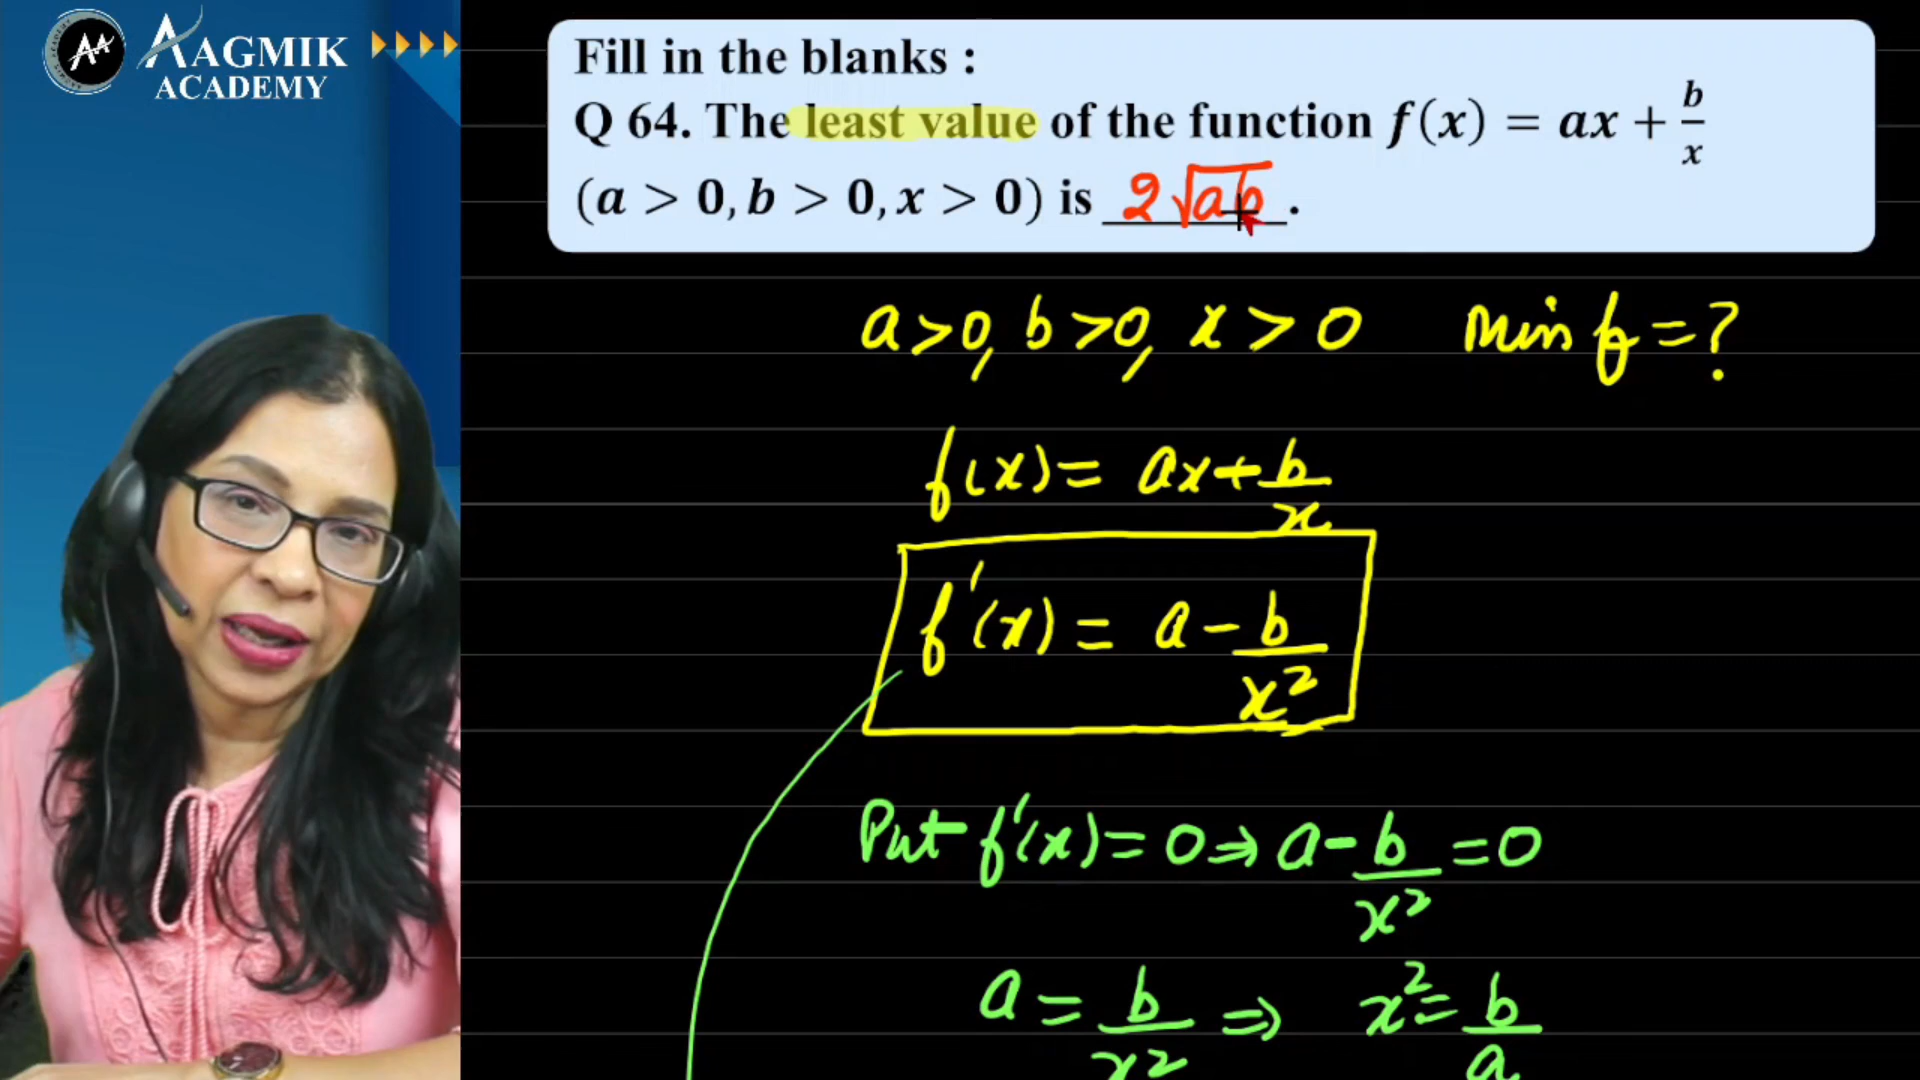 AAGMIK
ACADEMY
Fill in the blanks :
Q 64. The least value of the function f(x) = ax + b/x
(a > 0, b > 0, x > 0) is 2√ab.
a>0, b>0, x>0 min f=?
f(x)= ax+b/x
f'(x) = a-b/x²
Put f'(x)=0⇒a-b/x²=0
a=b/x² ⇒ x²=b/a